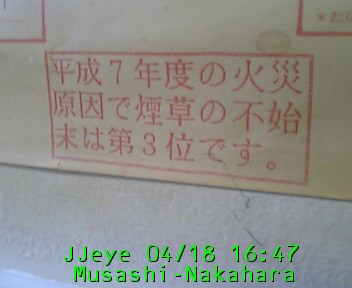 *た
平成7年度の火災
原因で煙草の不始
末は第3位です。
JJeye 04/18 16:47
Musashi-Nakahara